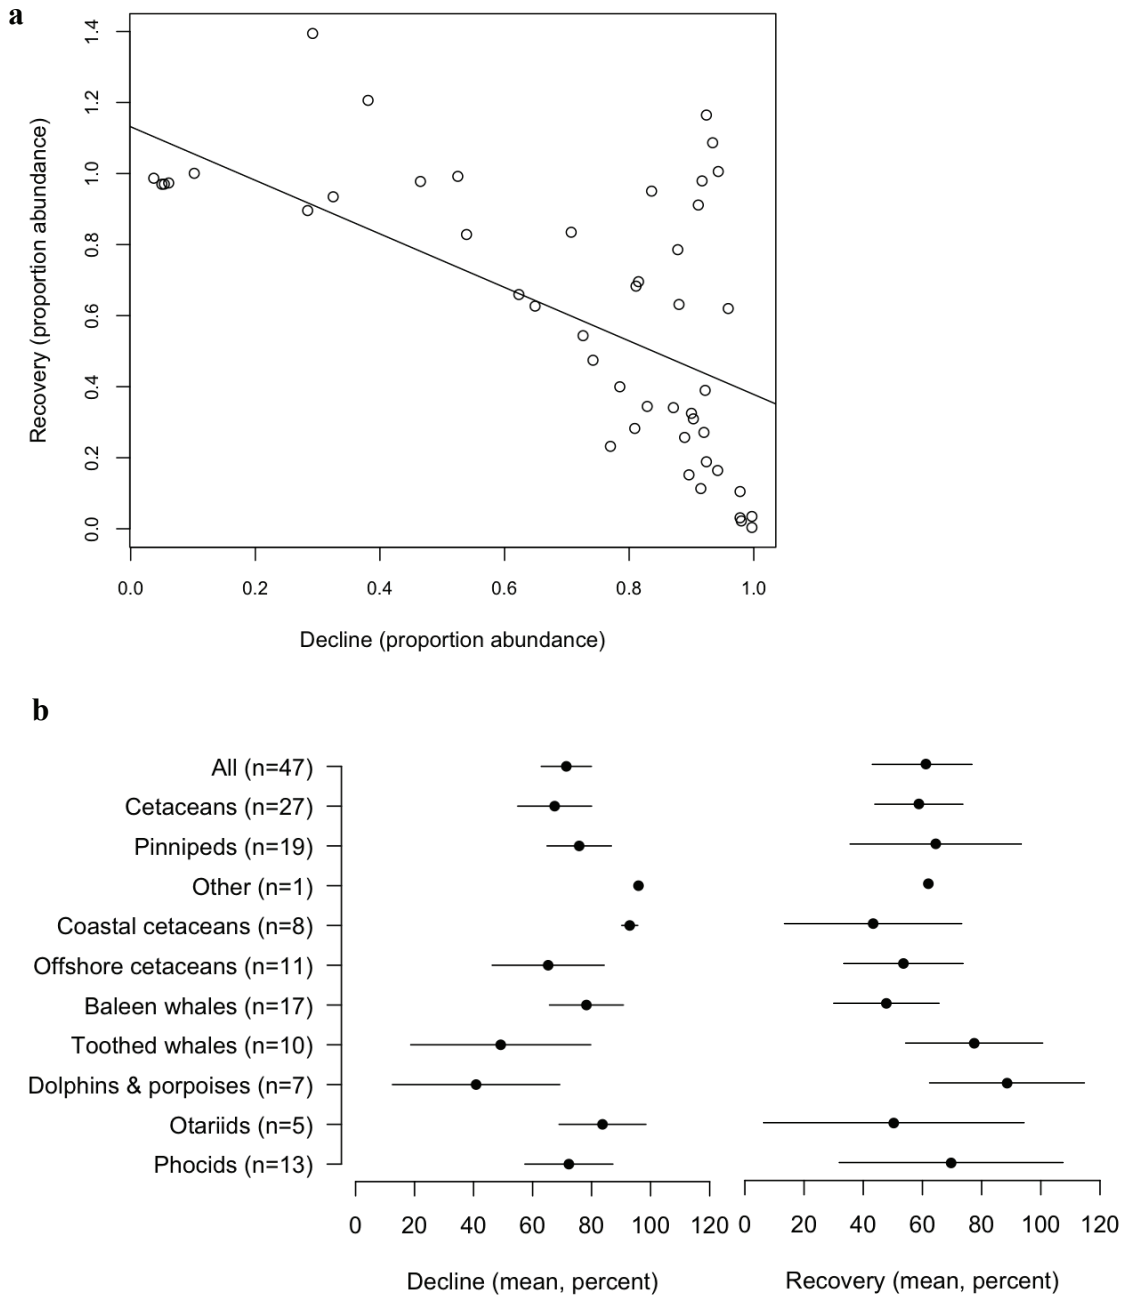 a
1.4
1.2
1.0
0.8
0.6
0.4
0.2
0.0
Recovery (proportion abundance)
0.0 0.2 0.4 0.6 0.8 1.0
Decline (proportion abundance)
b
All (n=47)
Cetaceans (n=27)
Pinnipeds (n=19)
Other (n=1)
Coastal cetaceans (n=8)
Offshore cetaceans (n=11)
Baleen whales (n=17)
Toothed whales (n=10)
Dolphins & porpoises (n=7)
Otariids (n=5)
Phocids (n=13)
0 20 40 60 80 100 120 0 20 40 60 80 100 120
Decline (mean, percent) Recovery (mean, percent)